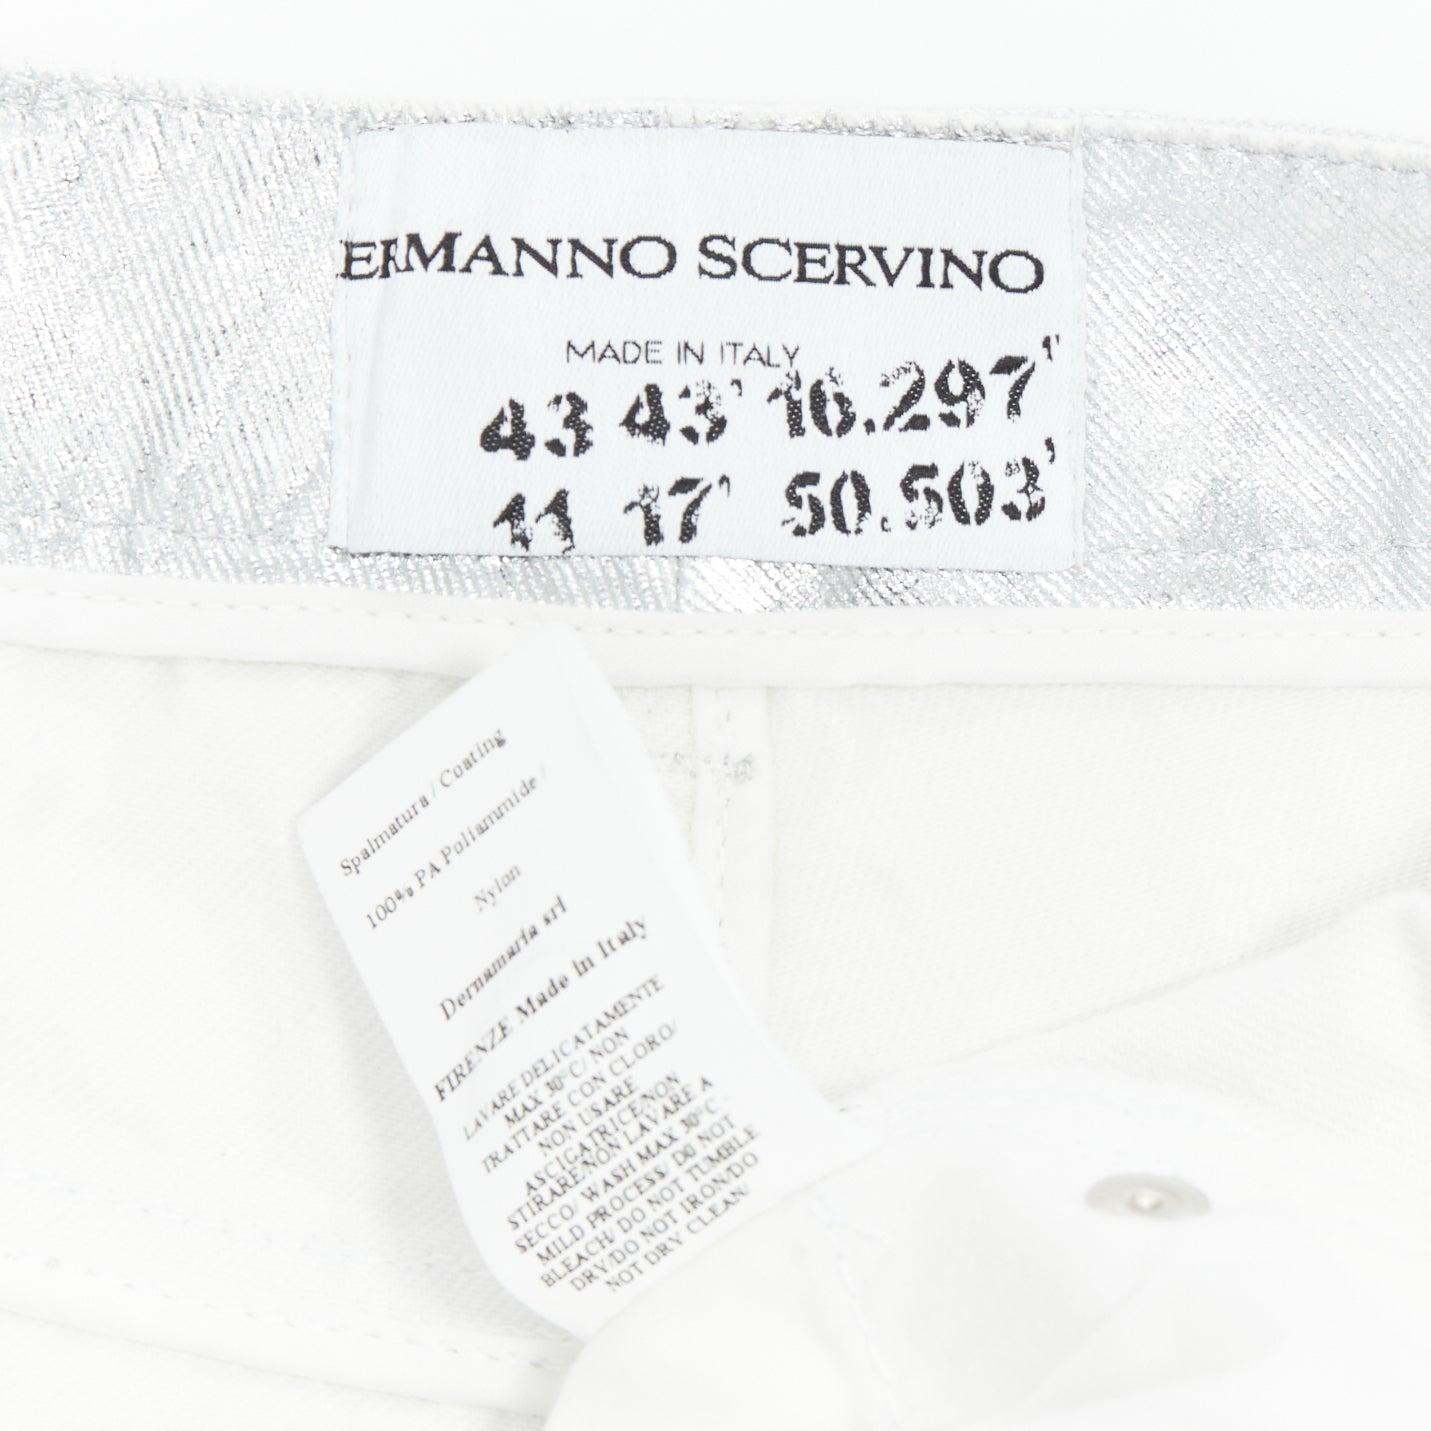 ERMANNO SCERVINO
MADE IN ITALY
43 43' 16.297''
11 17' 50.503'
Spalmatura / Coating
100% PA Poliammide /
Nylon
Dernamaria srl
FIRENZE Made in Italy
LAVARE DELICATAMENTE
MAX 30°C/ NON
TRATTARE CON CLORO/
NON USARE
ASCIGATRICE/NON
STIRARE/NON LAVARE A
SECCO/ WASH MAX 30°C -
MILD PROCESS/ DO NOT
BLEACH/ DO NOT TUMBLE
DRY/DO NOT IRON/DO
NOT DRY CLEAN/